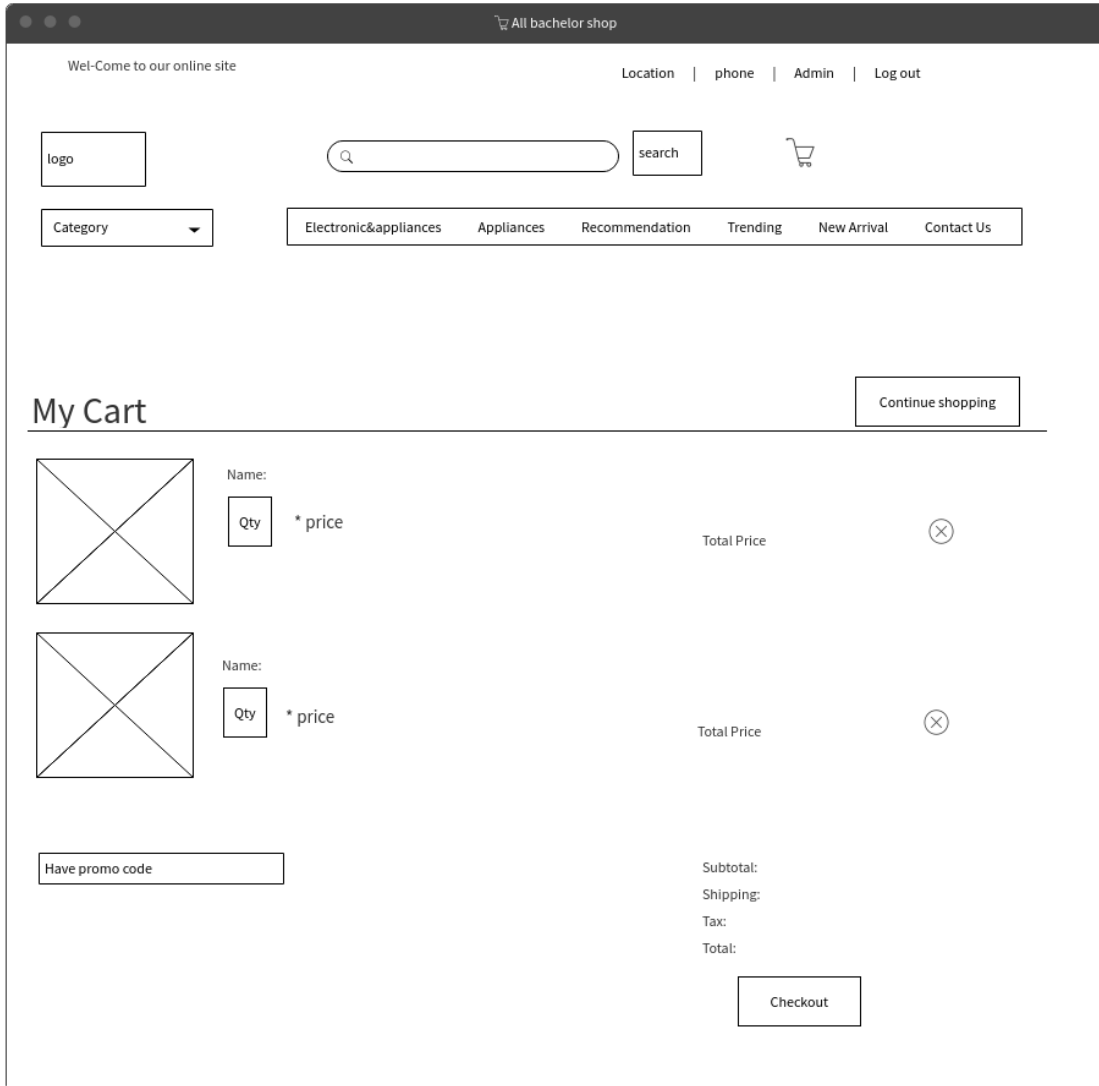 All bachelor shop
Wel-Come to our online site
Location | phone | Admin | Log out
logo
search
Category
Electronic&appliances Appliances Recommendation Trending New Arrival Contact Us
Continue shopping
My Cart
Name:
Qty * price
Total Price
Name:
Qty * price
Total Price
Have promo code
Subtotal:
Shipping:
Tax:
Total:
Checkout